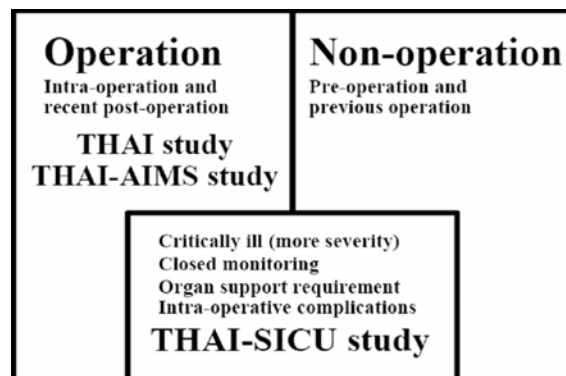 Operation
Intra-operation and
recent post-operation
THAI study
THAI-AIMS study
Non-operation
Pre-operation and
previous operation
Critically ill (more severity)
Closed monitoring
Organ support requirement
Intra-operative complications
THAI-SICU study